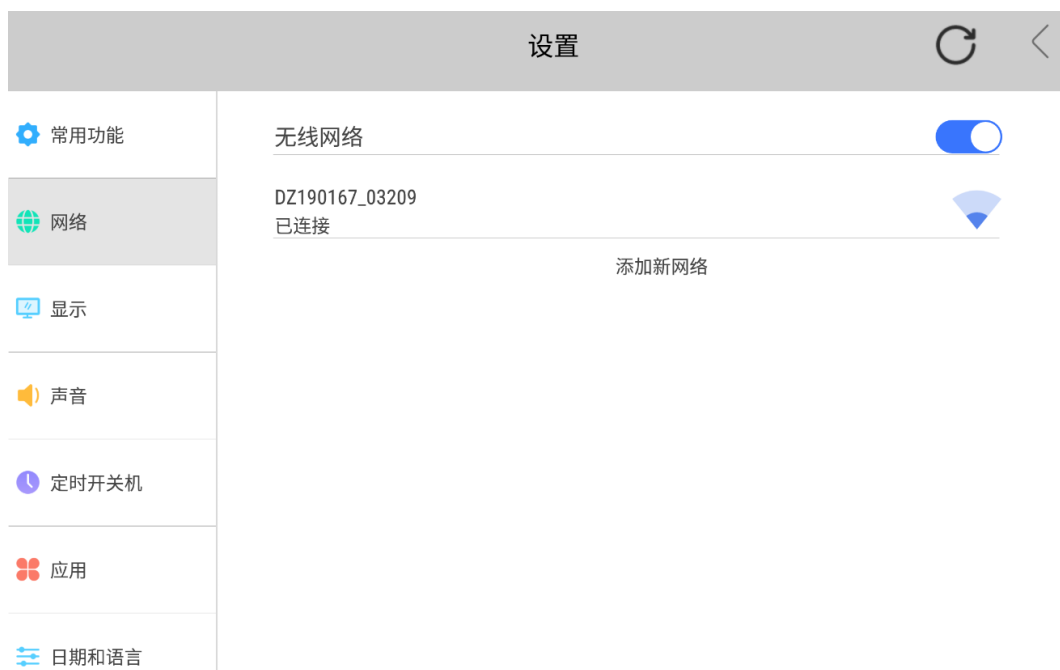 设置
常用功能
网络
显示
声音
定时开关机
应用
日期和语言
无线网络
DZ190167_03209
已连接
添加新网络